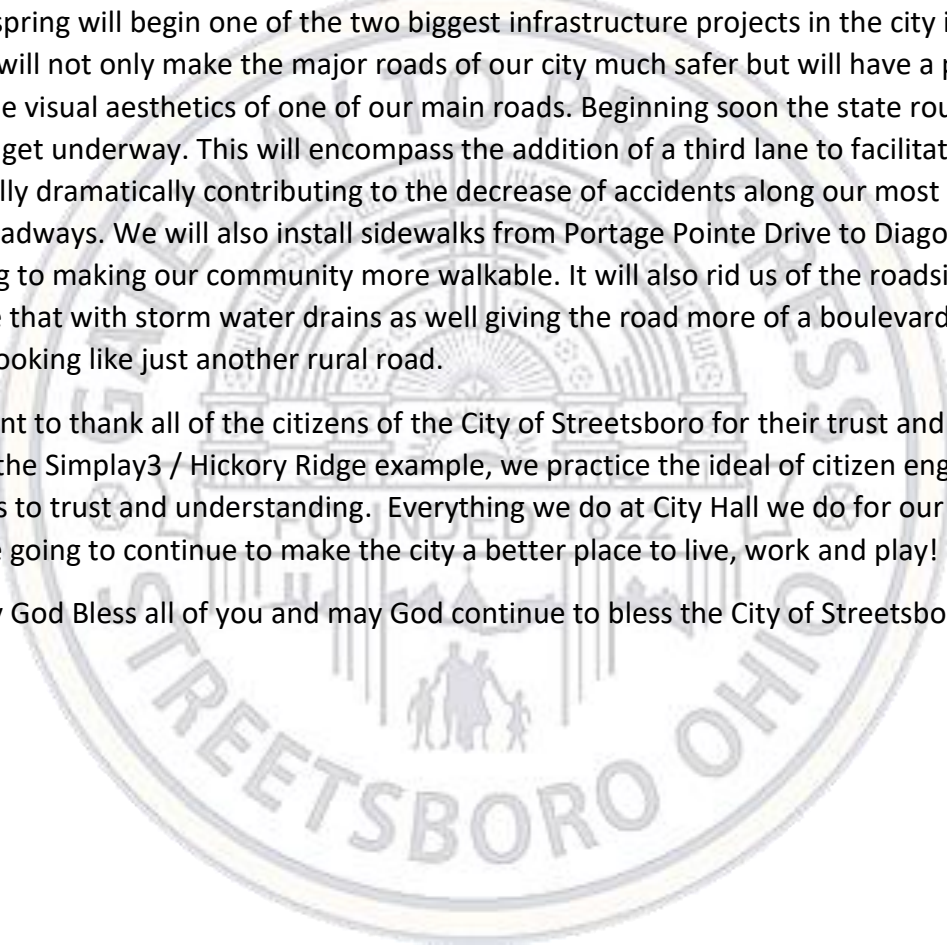 spring will begin one of the two biggest infrastructure projects in the city i
will not only make the major roads of our city much safer but will have a p
e visual aesthetics of one of our main roads. Beginning soon the state rou
get underway. This will encompass the addition of a third lane to facilitat
lly dramatically contributing to the decrease of accidents along our most
adways. We will also install sidewalks from Portage Pointe Drive to Diago
g to making our community more walkable. It will also rid us of the roadsi
e that with storm water drains as well giving the road more of a boulevard
ooking like just another rural road.
nt to thank all of the citizens of the City of Streetsboro for their trust and
the Simplay3 / Hickory Ridge example, we practice the ideal of citizen eng
s to trust and understanding.  Everything we do at City Hall we do for our
e going to continue to make the city a better place to live, work and play!
y God Bless all of you and may God continue to bless the City of Streetsbo
GATEWAY TO PROGRESS
FOUNDED 1822
STREETSBORO OHIO